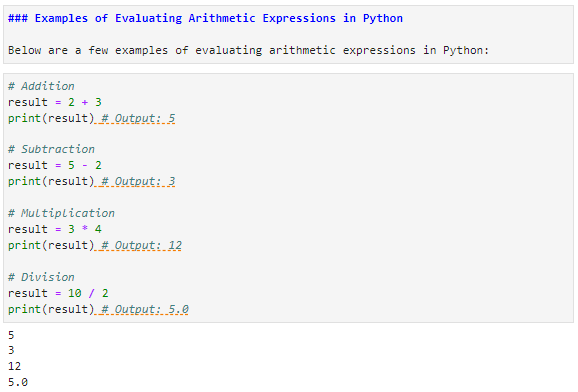 ### Examples of Evaluating Arithmetic Expressions in Python
Below are a few examples of evaluating arithmetic expressions in Python:
# Addition
result = 2 + 3
print(result) # Output: 5
# Subtraction
result = 5 - 2
print(result) # Output: 3
# Multiplication
result = 3 * 4
print(result) # Output: 12
# Division
result = 10 / 2
print(result) # Output: 5.0
5
3
12
5.0